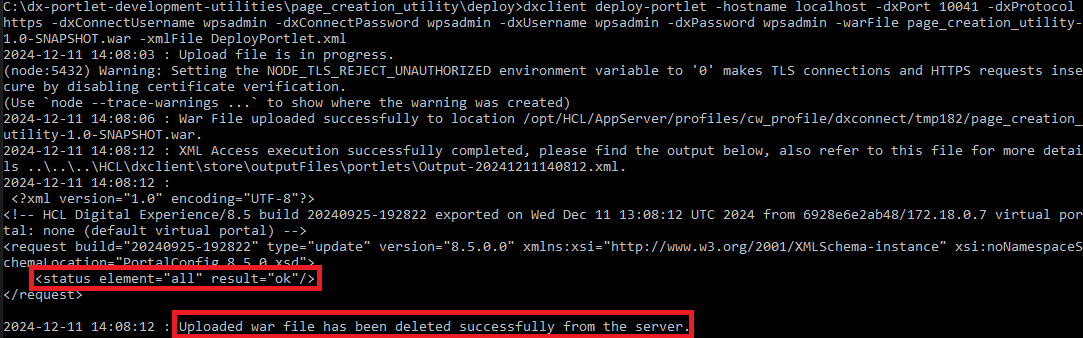 C:\dx-portlet-development-utilities\page_creation_utility\deploy>dxclient deploy-portlet -hostname localhost -dxPort 10041 -dxProtocol
https -dxConnectUsername wpsadmin -dxConnectPassword wpsadmin -dxUsername wpsadmin -dxPassword wpsadmin -warFile page_creation_utility-
1.0-SNAPSHOT.war -xmlFile DeployPortlet.xml
2024-12-11 14:08:03 : Upload file is in progress.
(node:5432) Warning: Setting the NODE_TLS_REJECT_UNAUTHORIZED environment variable to '0' makes TLS connections and HTTPS requests inse
cure by disabling certificate verification.
(Use `node --trace-warnings ...` to show where the warning was created)
2024-12-11 14:08:06 : War File uploaded successfully to location /opt/HCL/AppServer/profiles/cw_profile/dxconnect/tmp182/page_creation_
utility-1.0-SNAPSHOT.war.
2024-12-11 14:08:12 : XML Access execution successfully completed, please find the output below, also refer to this file for more detai
ls ..\..\..\HCL\dxclient\store\outputFiles\portlets\Output-20241211140812.xml.
2024-12-11 14:08:12 :
<?xml version="1.0" encoding="UTF-8"?>
<!-- HCL Digital Experience/8.5 build 20240925-192822 exported on Wed Dec 11 13:08:12 UTC 2024 from 6928e6e2ab48/172.18.0.7 virtual por
tal: none (default virtual portal) -->
<request build="20240925-192822" type="update" version="8.5.0.0" xmlns:xsi="http://www.w3.org/2001/XMLSchema-instance" xsi:noNamespaceS
chemaLocation="PortalConfig_8.5.0.xsd">
<status element="all" result="ok"/>
</request>
2024-12-11 14:08:12 : Uploaded war file has been deleted successfully from the server.